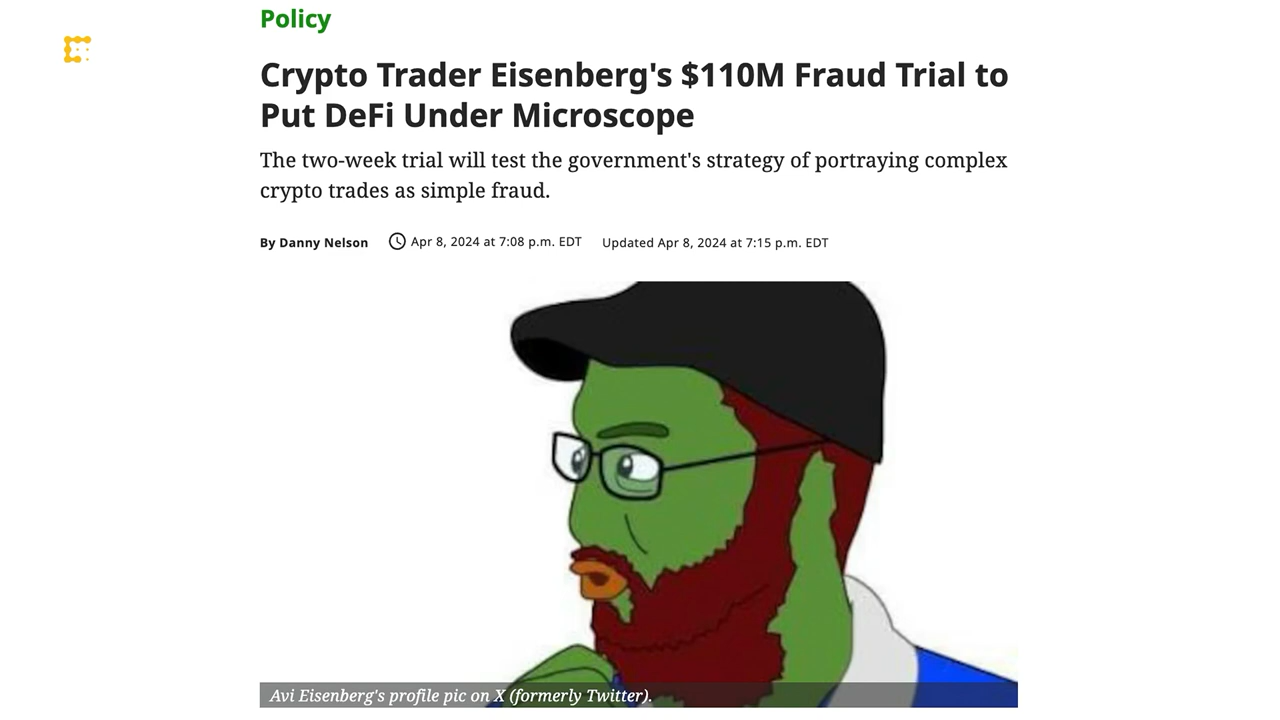 Policy
Crypto Trader Eisenberg's $110M Fraud Trial to
Put DeFi Under Microscope
The two-week trial will test the government's strategy of portraying complex
crypto trades as simple fraud.
By Danny Nelson Apr 8, 2024 at 7:08 p.m. EDT Updated Apr 8, 2024 at 7:15 p.m. EDT
Avi Eisenberg's profile pic on X (formerly Twitter).